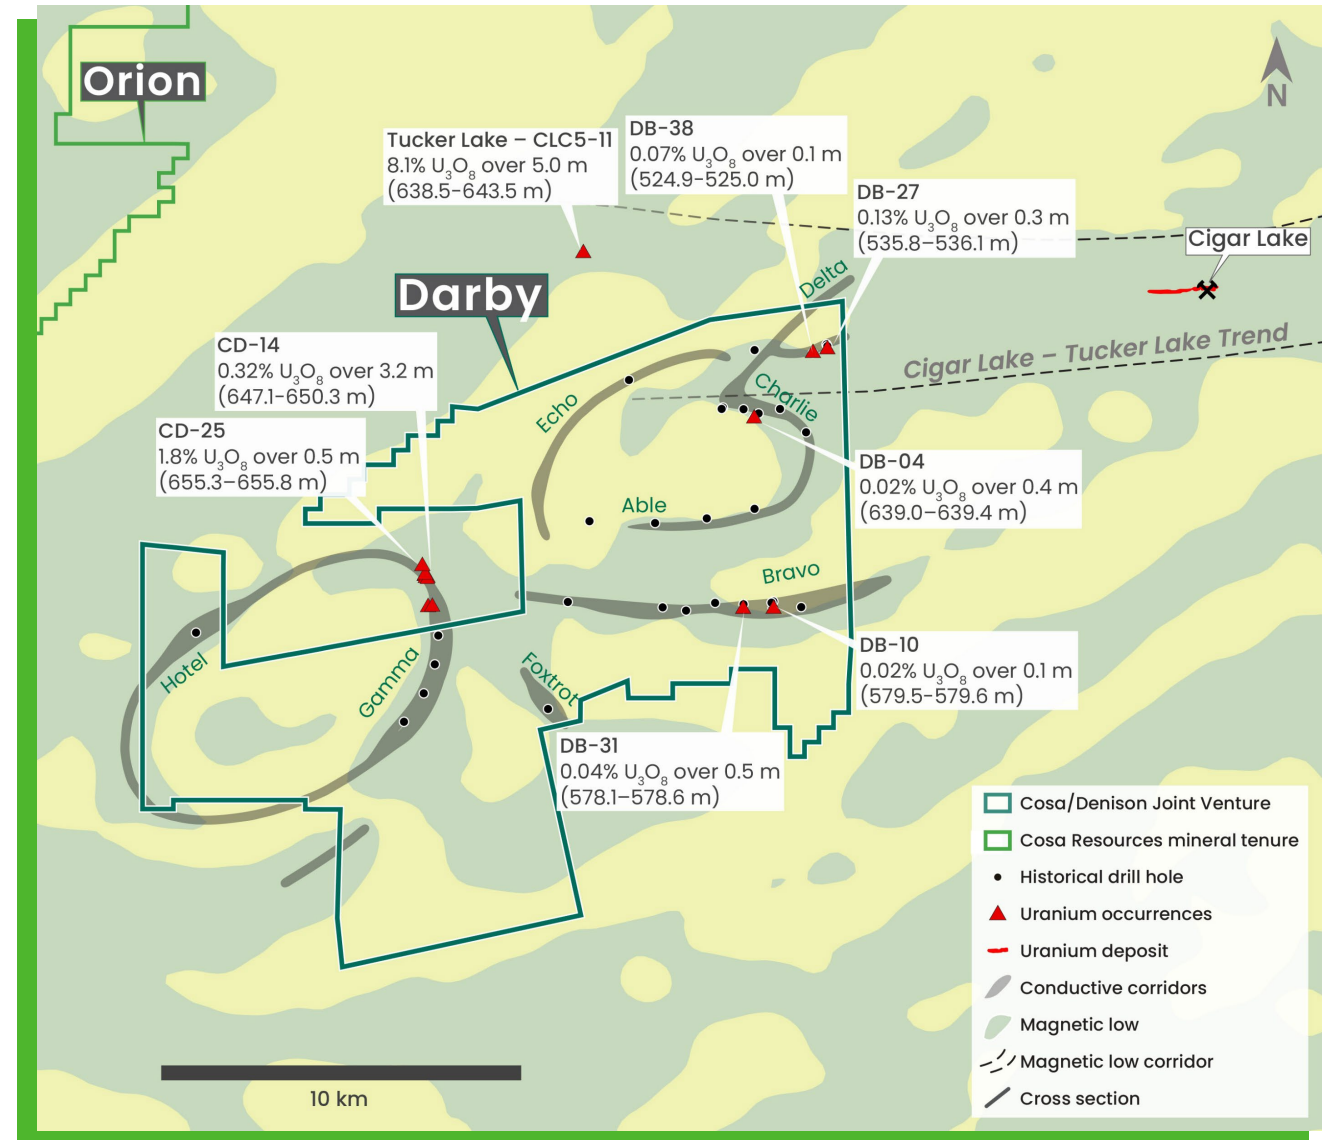 Orion
N
Tucker Lake – CLC5-11
8.1% U₃O₈ over 5.0 m
(638.5–643.5 m)
DB-38
0.07% U₃O₈ over 0.1 m
(524.9–525.0 m)
DB-27
0.13% U₃O₈ over 0.3 m
(535.8–536.1 m)
Cigar Lake
Darby
Delta
Cigar Lake – Tucker Lake Trend
CD-14
0.32% U₃O₈ over 3.2 m
(647.1–650.3 m)
Echo
Charlie
CD-25
1.8% U₃O₈ over 0.5 m
(655.3–655.8 m)
DB-04
0.02% U₃O₈ over 0.4 m
(639.0–639.4 m)
Able
Bravo
Hotel
Gamma
Foxtrot
DB-10
0.02% U₃O₈ over 0.1 m
(579.5-579.6 m)
DB-31
0.04% U₃O₈ over 0.5 m
(578.1–578.6 m)
Cosa/Denison Joint Venture
Cosa Resources mineral tenure
Historical drill hole
Uranium occurrences
Uranium deposit
Conductive corridors
Magnetic low
Magnetic low corridor
Cross section
10 km